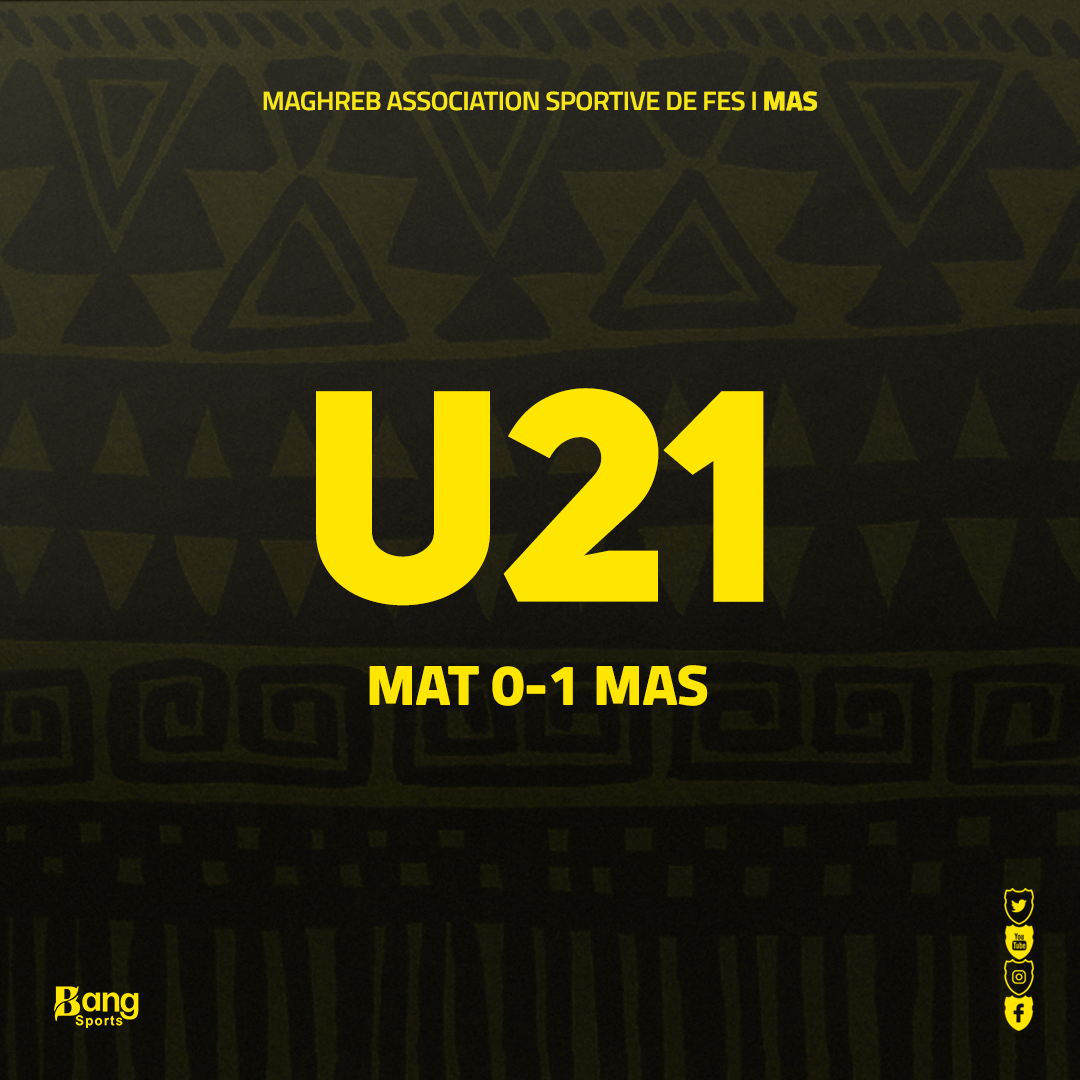 MAGHREB ASSOCIATION SPORTIVE DE FES I MAS
U21
MAT 0-1 MAS
You
Tube
Bang
Sports